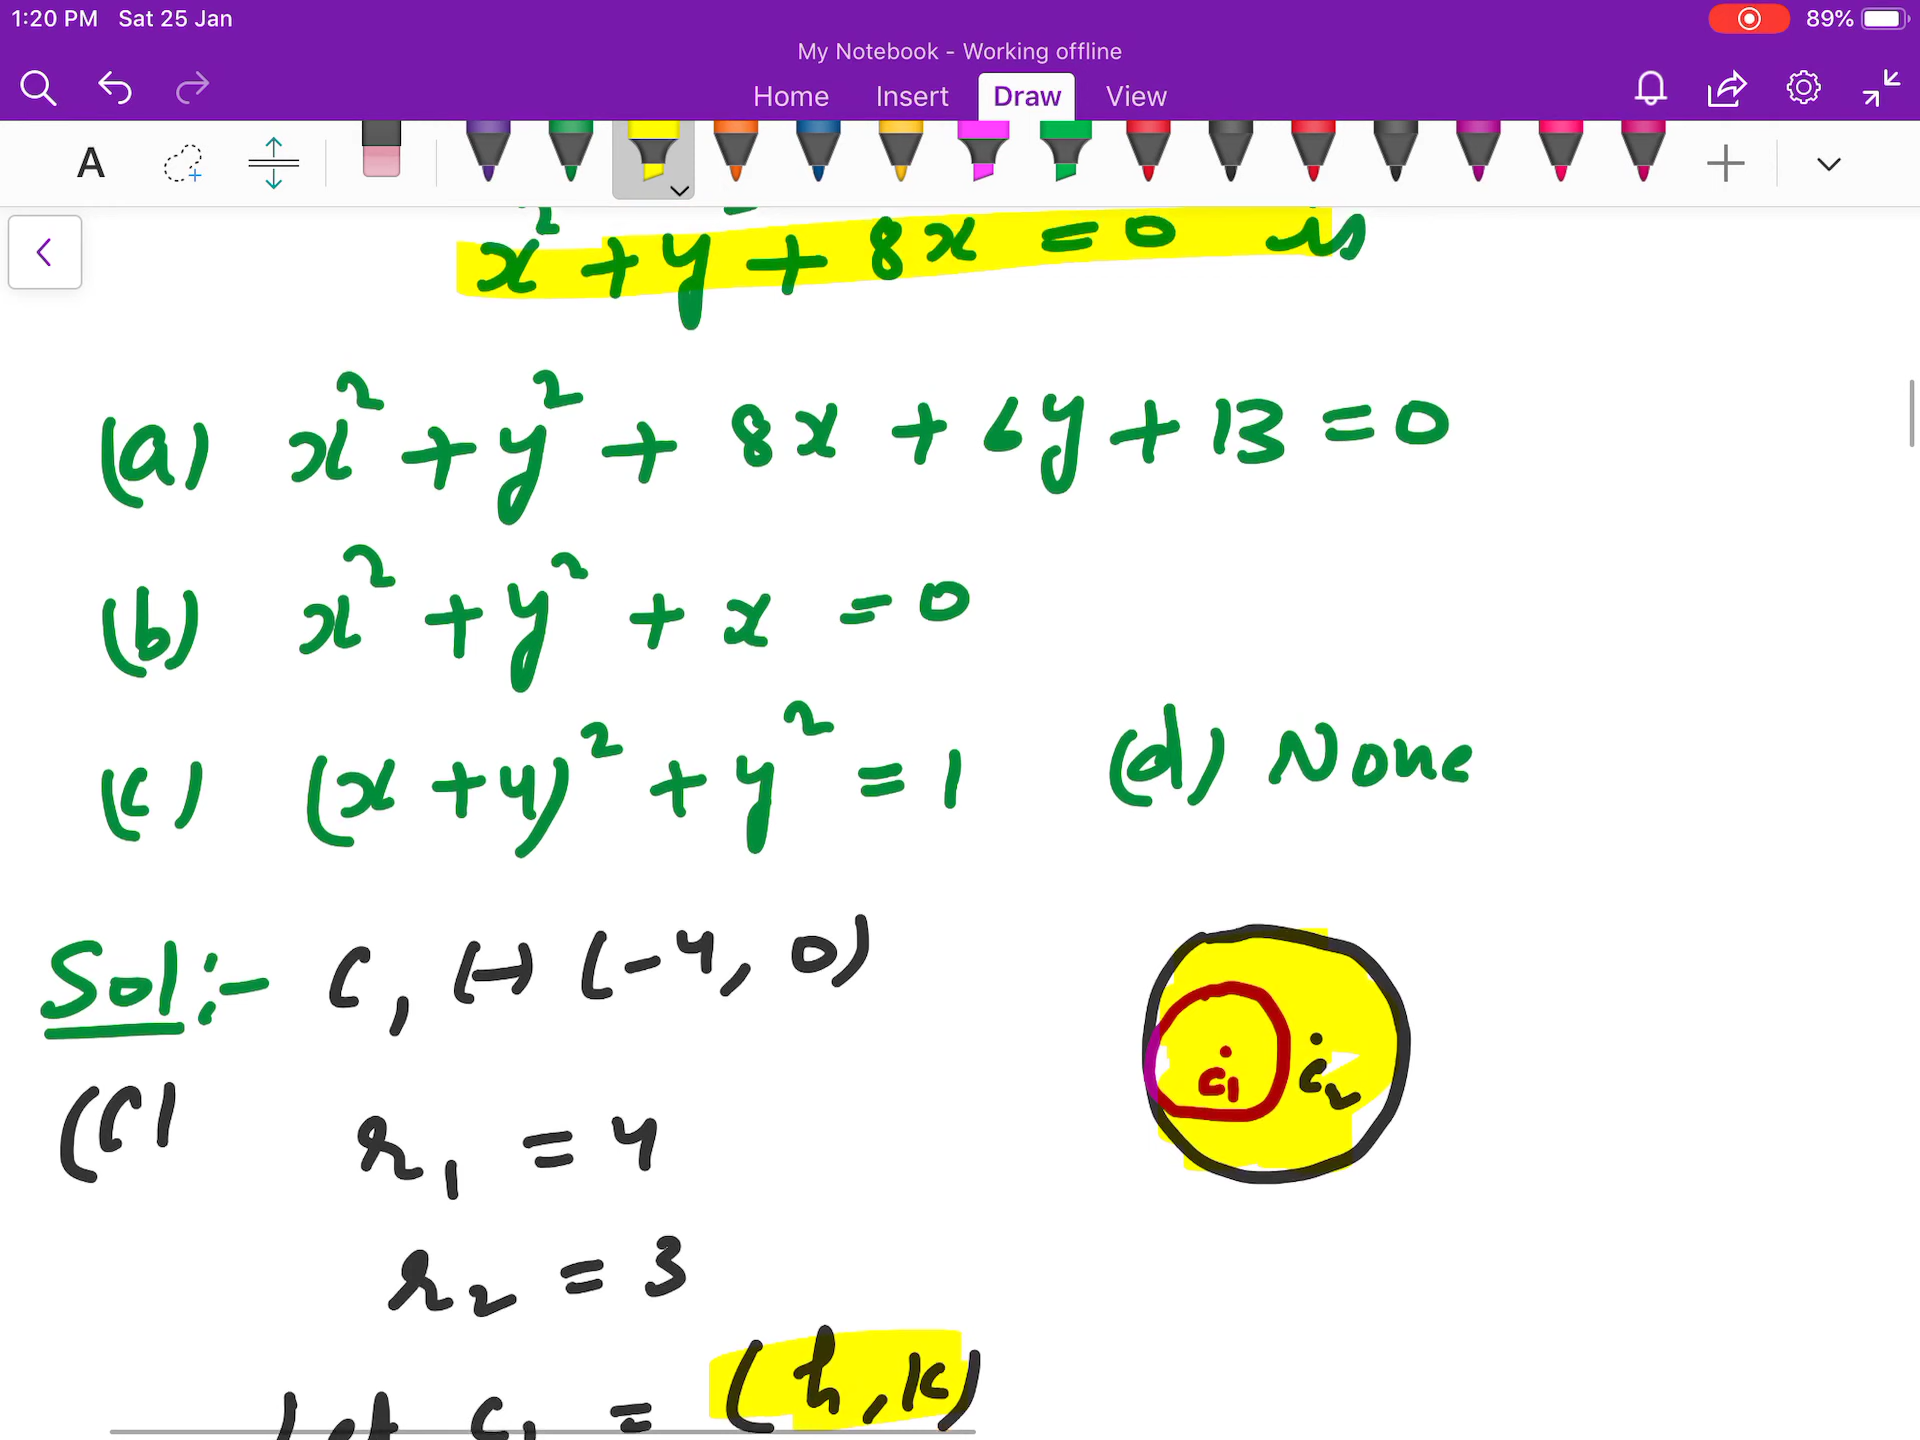 1:20 PM Sat 25 Jan
89%
My Notebook - Working offline
Home Insert Draw View
A
x² + y² + 8x = 0 is
(a) x² + y² + 8x + 6y + 13 = 0
(b) x² + y² + x = 0
(c) (x + 4)² + y² = 1 (d) None
Sol:- C₁ (-) (-4, 0)
C₁ C₂
(C) r₁ = 4
r₂ = 3
Let C₁ = (h, k)